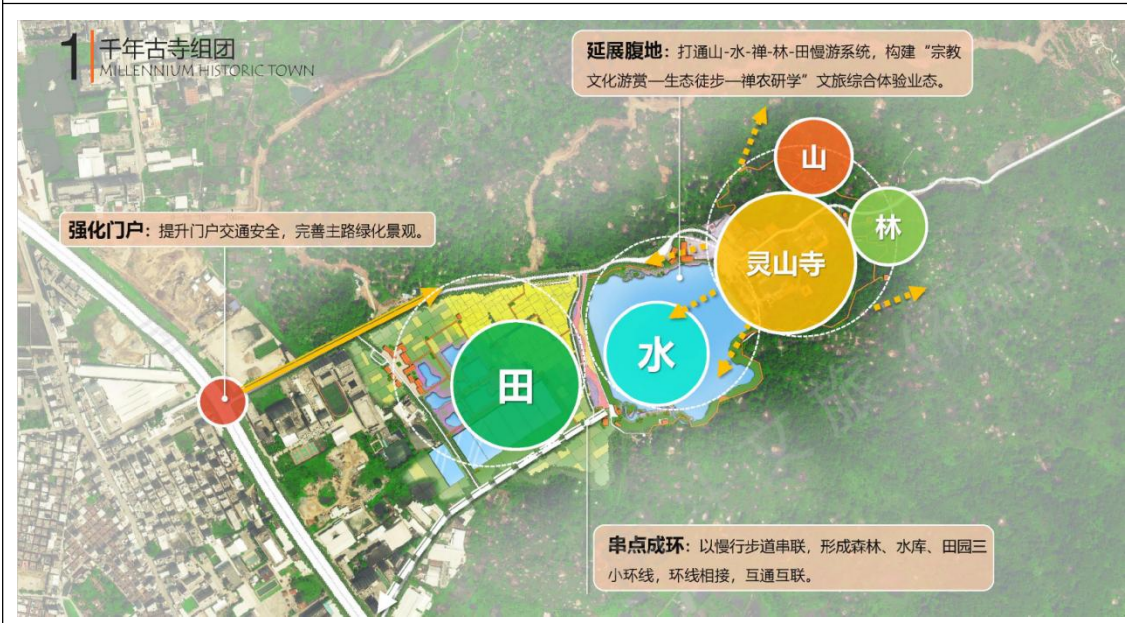 1
千年古寺组团
MILLENNIUM HISTORIC TOWN
延展腹地：打通山-水-禅-林-田慢游系统，构建“宗教
文化游赏—生态徒步—禅农研学”文旅综合体验业态。
山
林
强化门户：提升门户交通安全，完善主路绿化景观。
灵山寺
水
田
串点成环：以慢行步道串联，形成森林、水库、田园三
小环线，环线相接，互通互联。